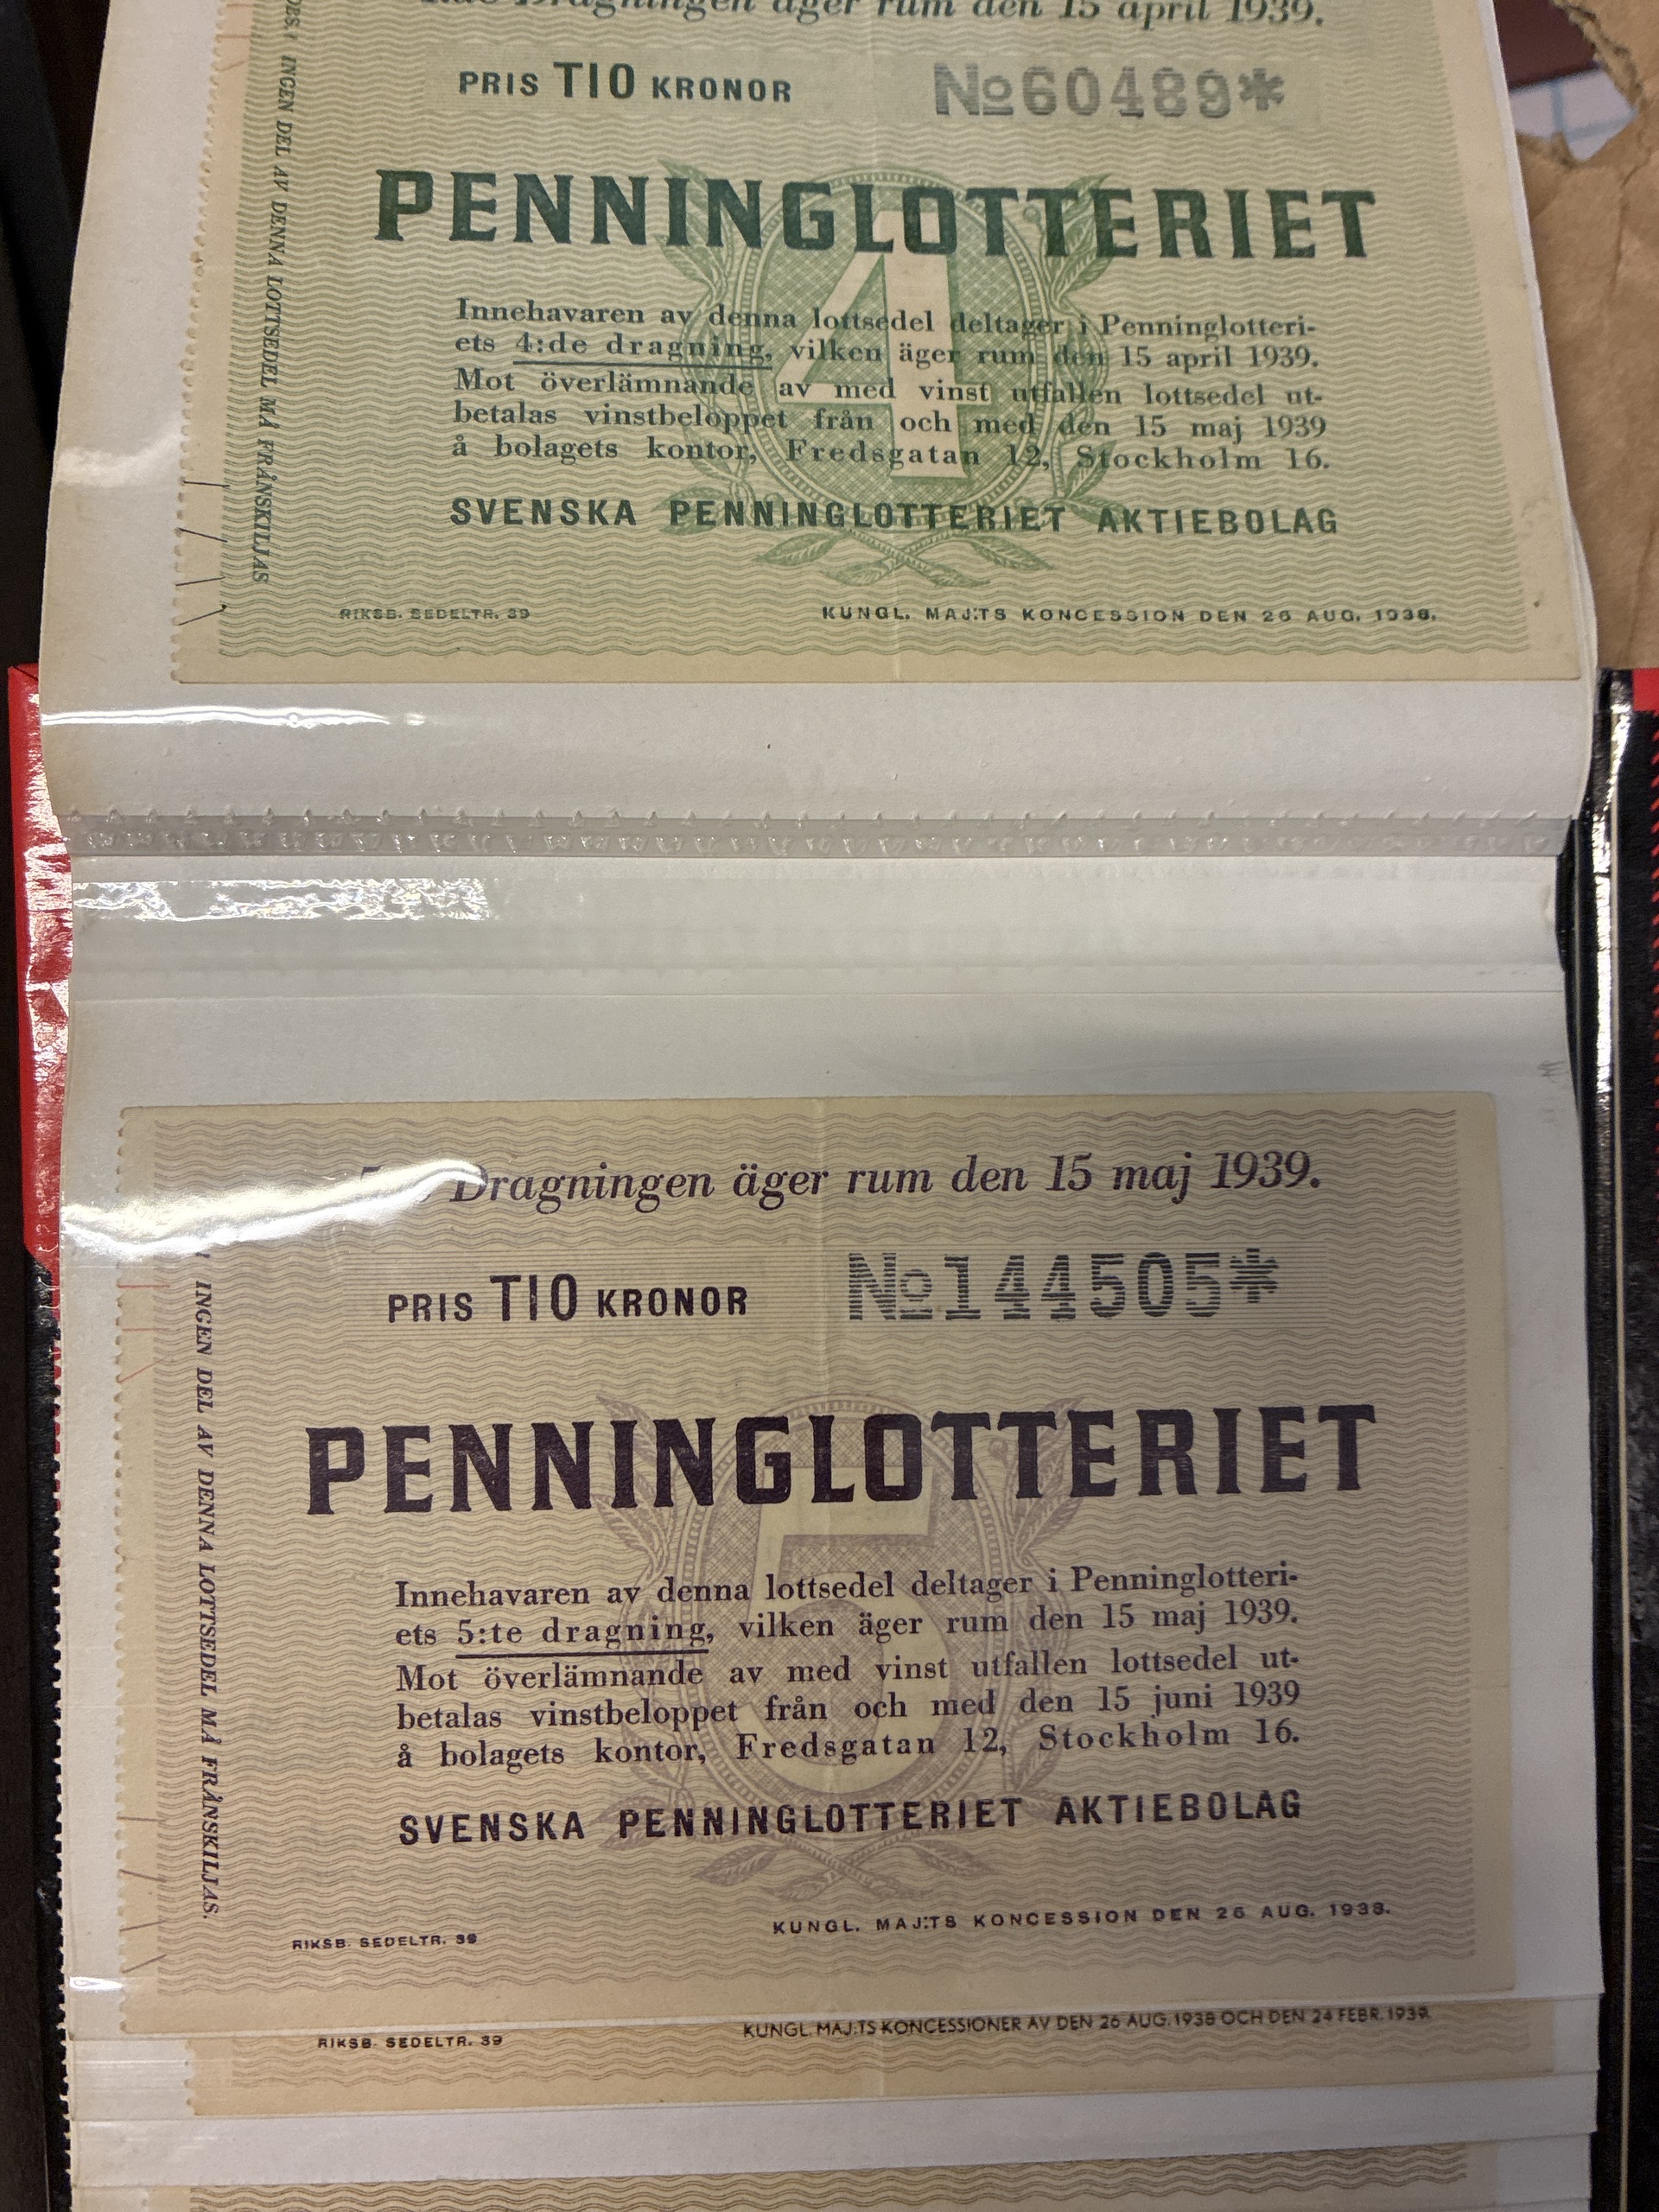 Dragningen äger rum den 15 april 1939.
PRIS TIO KRONOR
No60489*
PENNINGLOTTERIET
4
Innehavaren av denna lottsedel deltager i Penninglotteri-
ets 4:de dragning, vilken äger rum den 15 april 1939.
Mot överlämnande av med vinst utfallen lottsedel ut-
betalas vinstbeloppet från och med den 15 maj 1939
å bolagets kontor, Fredsgatan 12, Stockholm 16.
SVENSKA PENNINGLOTTERIET AKTIEBOLAG
RIKSB. SEDELTR. 39
KUNGL. MAJ:TS KONCESSION DEN 26 AUG. 1938.
INGEN DEL AV DENNA LOTTSEDEL MÅ FRÅNSKILJAS
Dragningen äger rum den 15 maj 1939.
PRIS TIO KRONOR
No144505*
PENNINGLOTTERIET
5
Innehavaren av denna lottsedel deltager i Penninglotteri-
ets 5:te dragning, vilken äger rum den 15 maj 1939.
Mot överlämnande av med vinst utfallen lottsedel ut-
betalas vinstbeloppet från och med den 15 juni 1939
å bolagets kontor, Fredsgatan 12, Stockholm 16.
SVENSKA PENNINGLOTTERIET AKTIEBOLAG
KUNGL. MAJ:TS KONCESSION DEN 26 AUG. 1938.
RIKSB. SEDELTR. 39
INGEN DEL AV DENNA LOTTSEDEL MÅ FRÅNSKILJAS.
RIKSB. SEDELTR. 39
KUNGL. MAJ:TS KONCESSIONER AV DEN 26 AUG. 1938 OCH DEN 24 FEBR. 1939.